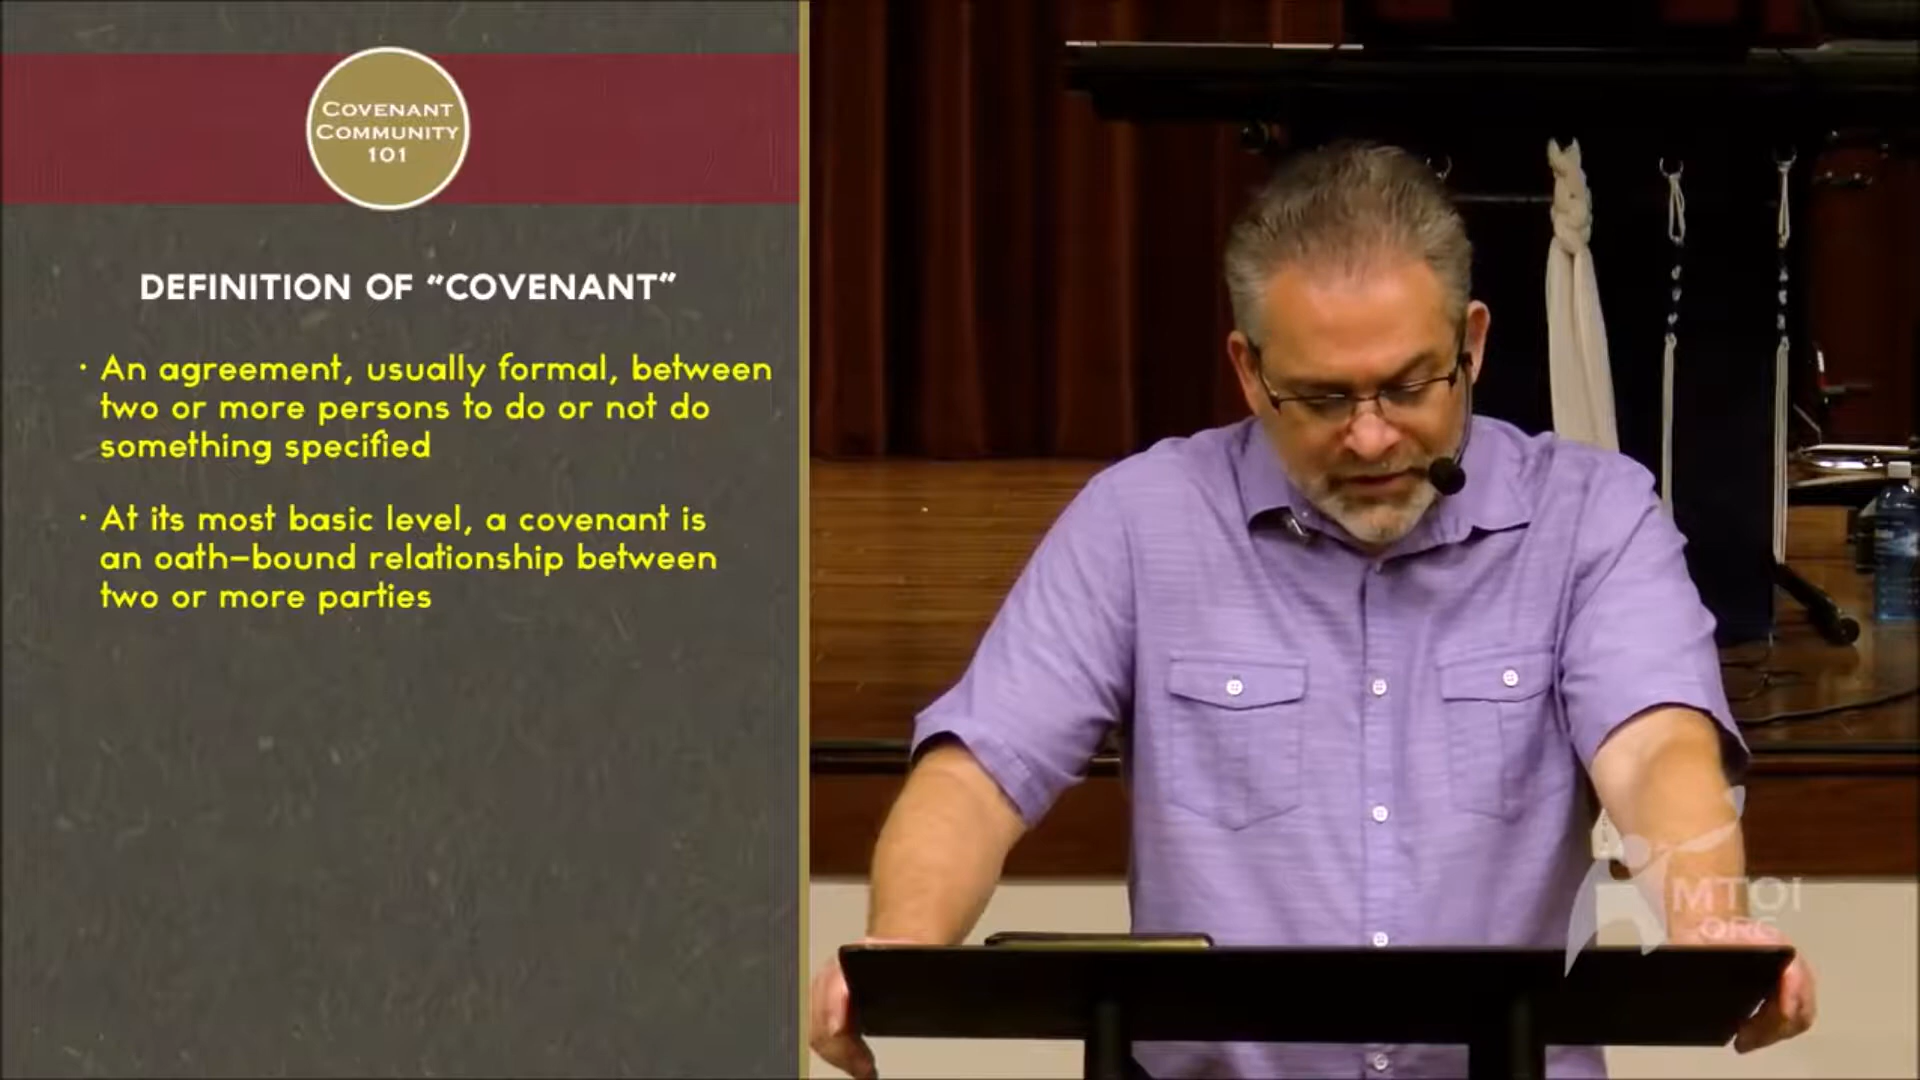 COVENANT
COMMUNITY
101
DEFINITION OF “COVENANT”
· An agreement, usually formal, between
two or more persons to do or not do
something specified
· At its most basic level, a covenant is
an oath-bound relationship between
two or more parties
MTOI
.ORG